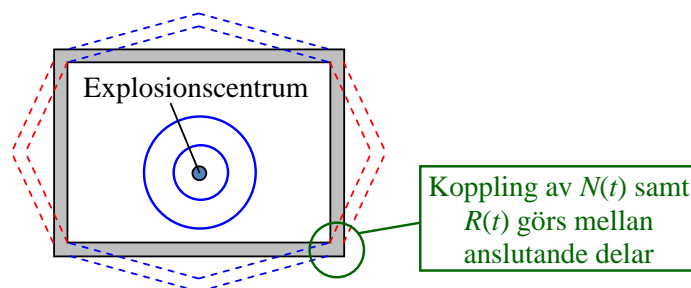 Explosionscentrum
Koppling av N(t) samt
R(t) görs mellan
anslutande delar